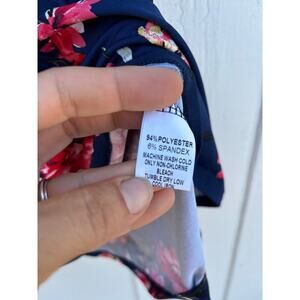 94% POLYESTER
6% SPANDEX
MACHINE WASH COLD
ONLY NON-CHLORINE
BLEACH
TUMBLE DRY LOW
COOL IRON